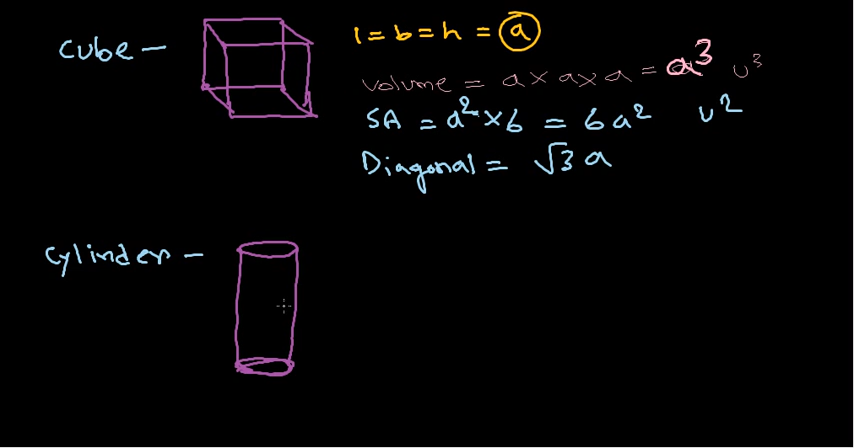 Cube –
l = b = h = a
Volume = a × a × a = a³ u³
SA = a² × 6 = 6a² u²
Diagonal = √3 a
Cylinder –